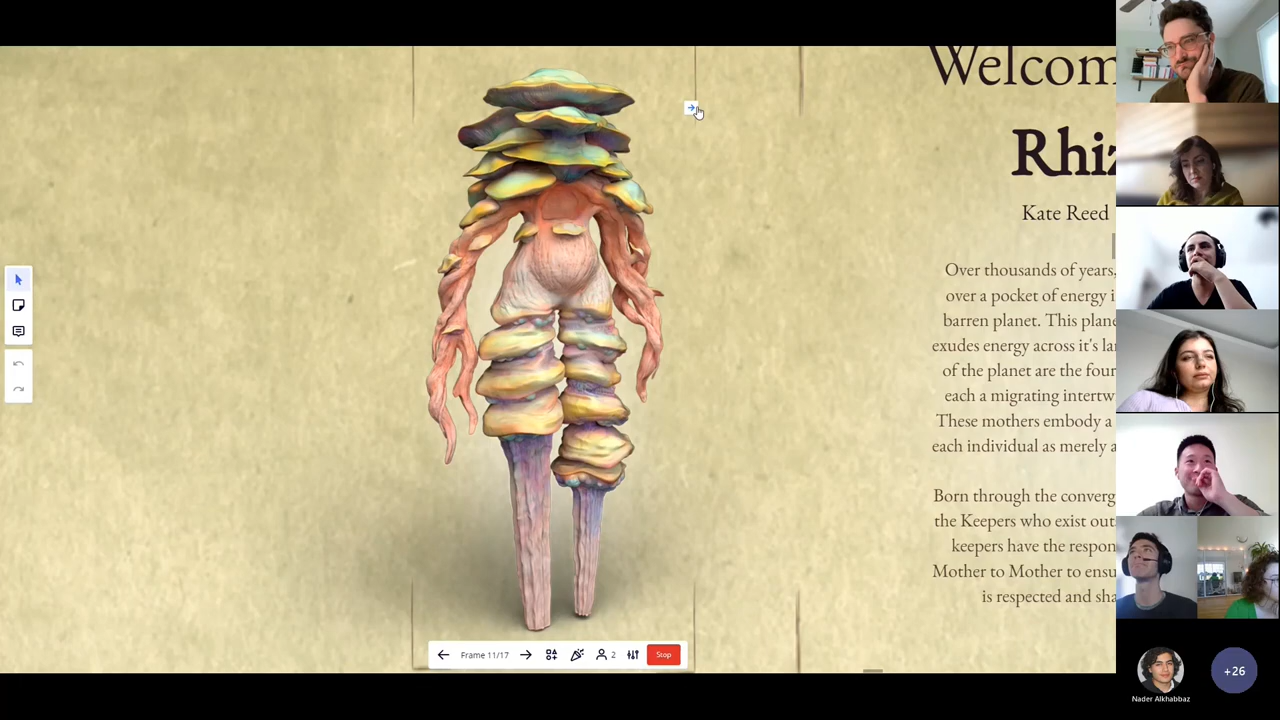 Welcom
Rhiz
Kate Reed
Over thousands of years,
over a pocket of energy i
barren planet. This plane
exudes energy across it's la
of the planet are the four
each a migrating intertw
These mothers embody a
each individual as merely a
Born through the converg
the Keepers who exist out
keepers have the respon
Mother to Mother to ensu
is respected and sha
Frame 11/17
2
Stop
Nader Alkhabbaz
+26